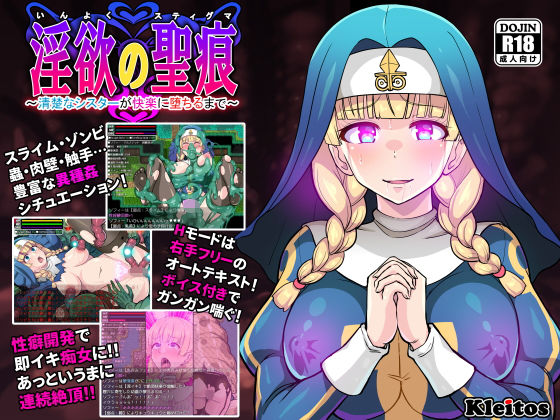 いんよく スティグマ
淫欲の聖痕
～清楚なシスターが快楽に堕ちるまで～
DOJIN
R18
成人向け
スライム・ゾンビ
蟲・肉壁・触手…
豊富な異種姦
シチュエーション!
Hモードは
右手フリーの
オートテキスト!
ボイス付きで
ガンガン喘ぐ!
性癖開発で
即イキ痴女に!!
あっというまに
連続絶頂!!
Kleitos